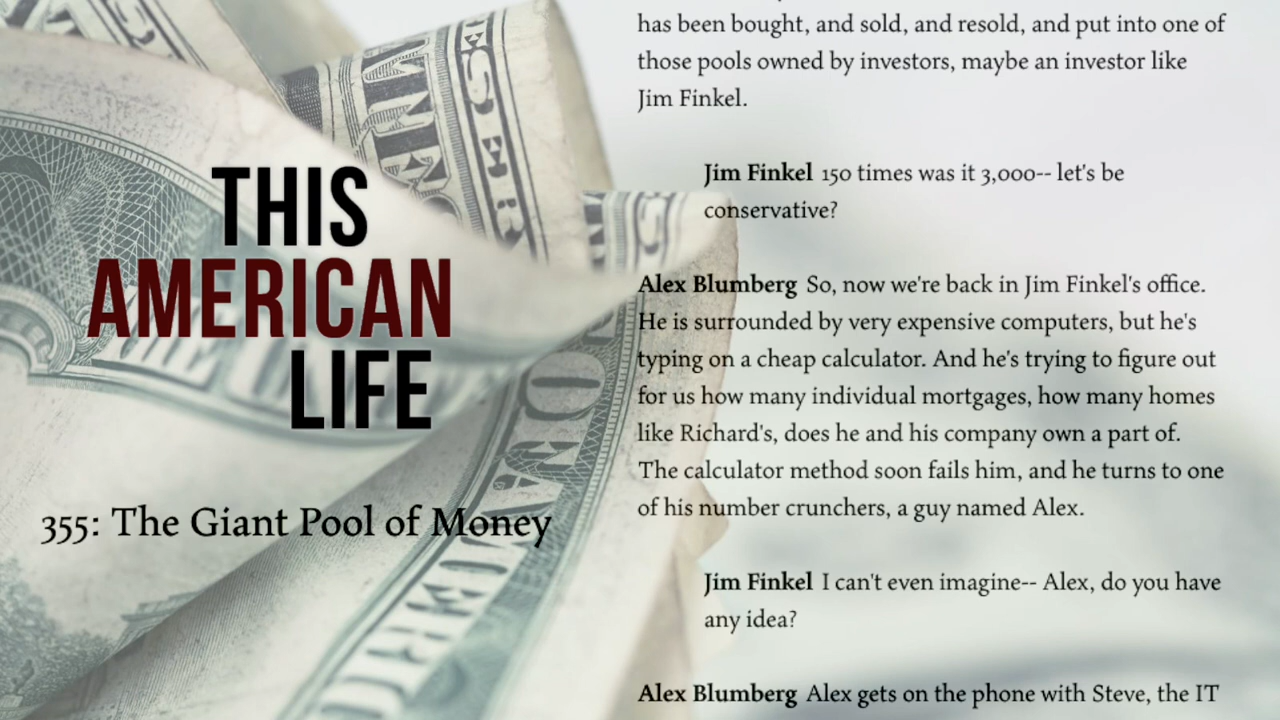 THIS
AMERICAN
LIFE
355: The Giant Pool of Money
has been bought, and sold, and resold, and put into one of
those pools owned by investors, maybe an investor like
Jim Finkel.
Jim Finkel 150 times was it 3,000-- let's be
conservative?
Alex Blumberg So, now we're back in Jim Finkel's office.
He is surrounded by very expensive computers, but he's
typing on a cheap calculator. And he's trying to figure out
for us how many individual mortgages, how many homes
like Richard's, does he and his company own a part of.
The calculator method soon fails him, and he turns to one
of his number crunchers, a guy named Alex.
Jim Finkel I can't even imagine-- Alex, do you have
any idea?
Alex Blumberg Alex gets on the phone with Steve, the IT